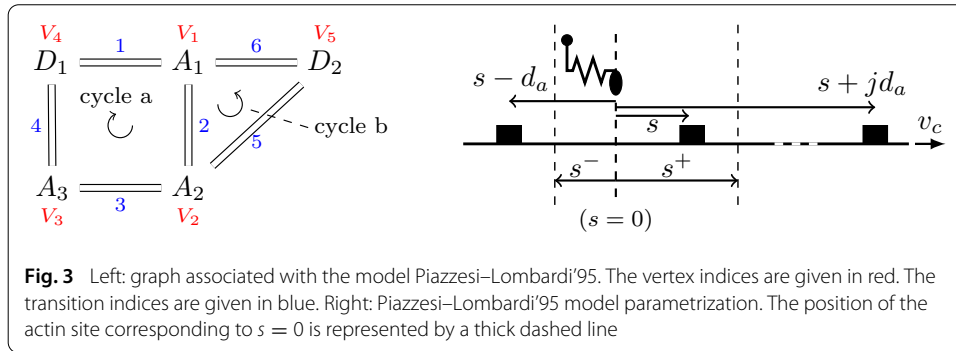 V₄ V₁ V₅
D₁ 1 A₁ 6 D₂
cycle a
4 2 5 cycle b
A₃ 3 A₂
V₃ V₂
s − dₐ s + jdₐ
s v_c
s⁻ s⁺
(s = 0)
Fig. 3 Left: graph associated with the model Piazzesi–Lombardi’95. The vertex indices are given in red. The
transition indices are given in blue. Right: Piazzesi–Lombardi’95 model parametrization. The position of the
actin site corresponding to s = 0 is represented by a thick dashed line